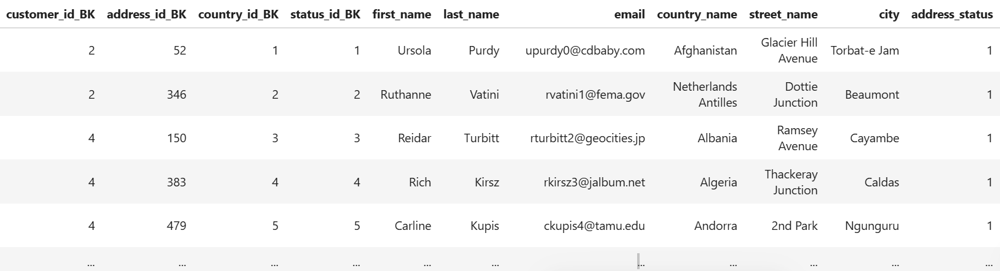 customer_id_BK address_id_BK country_id_BK status_id_BK first_name last_name email country_name street_name city address_status
2 52 1 1 Ursola Purdy upurdy0@cdbaby.com Afghanistan Glacier Hill Avenue Torbat-e Jam 1
2 346 2 2 Ruthanne Vatini rvatini1@fema.gov Netherlands Antilles Dottie Junction Beaumont 1
4 150 3 3 Reidar Turbitt rturbitt2@geocities.jp Albania Ramsey Avenue Cayambe 1
4 383 4 4 Rich Kirsz rkirsz3@jalbum.net Algeria Thackeray Junction Caldas 1
4 479 5 5 Carline Kupis ckupis4@tamu.edu Andorra 2nd Park Ngunguru 1
... ... ... ... ... ... ... ... ... ... ...